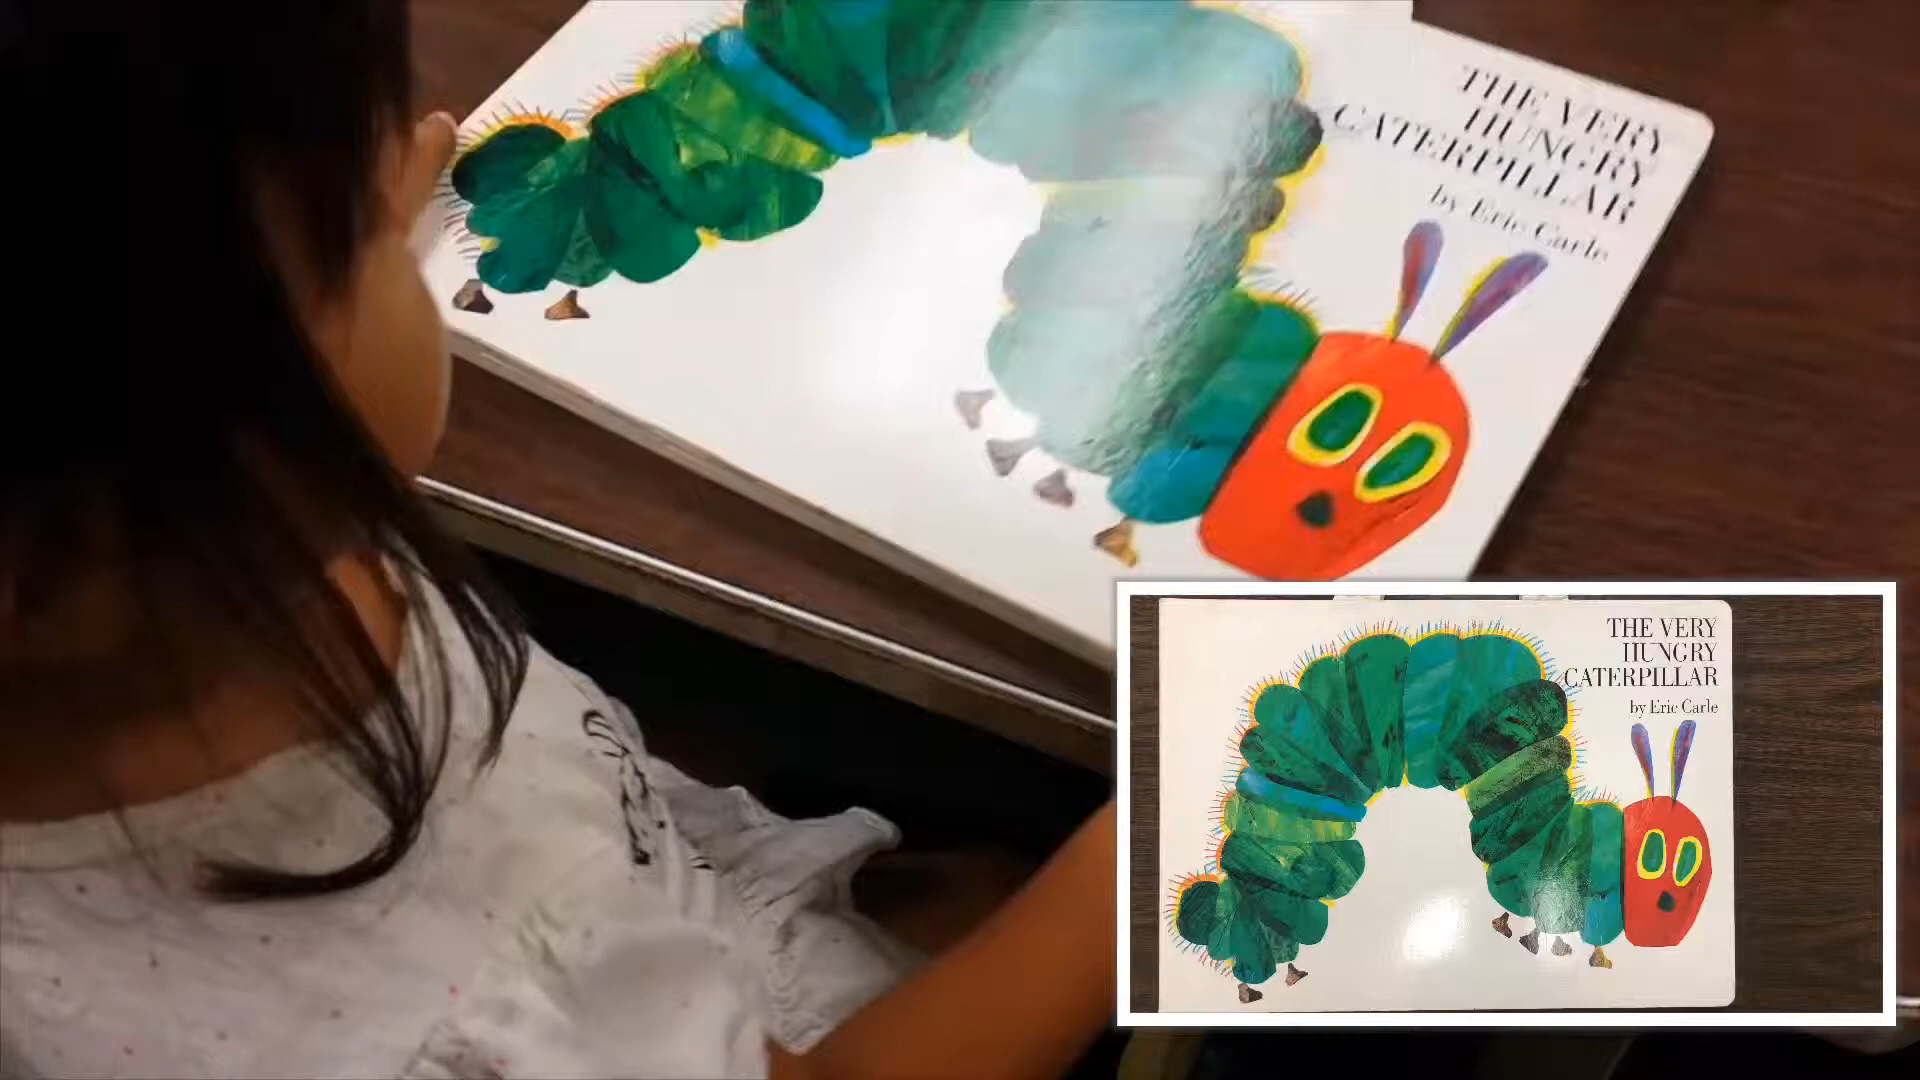 THE VERY
HUNGRY
CATERPILLAR
by Eric Carle
THE VERY
HUNGRY
CATERPILLAR
by Eric Carle